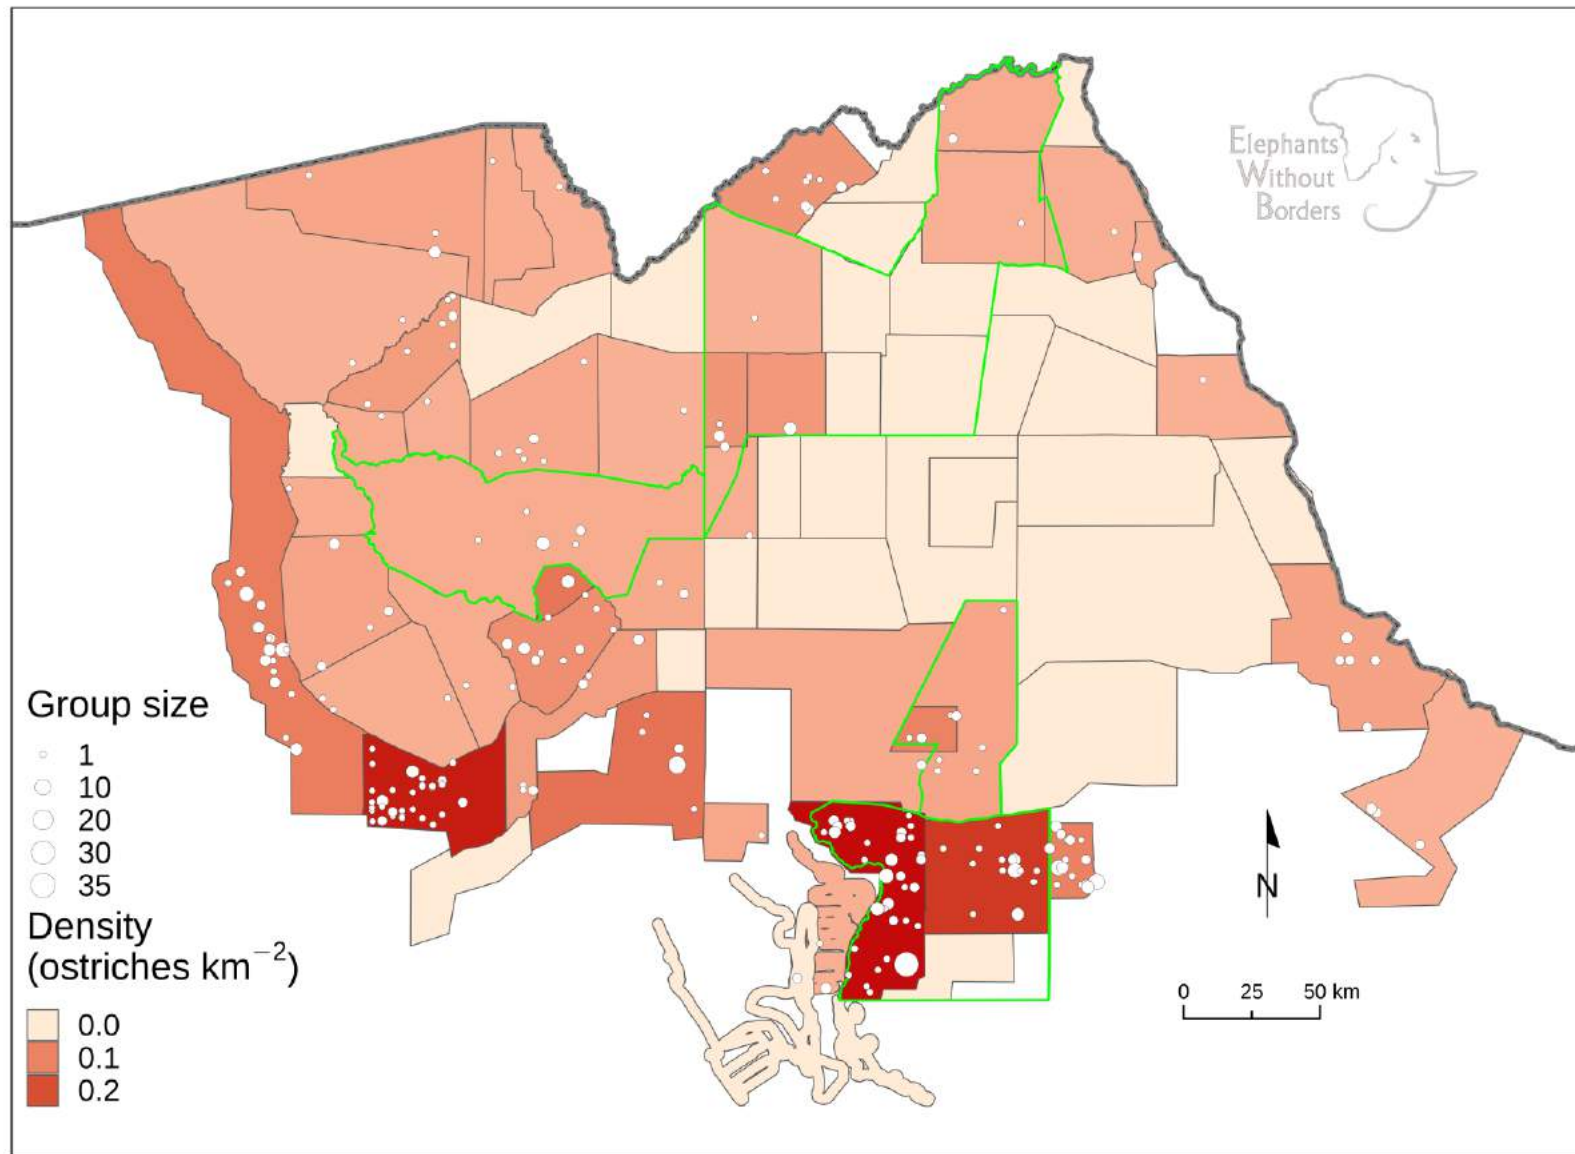 Elephants
Without
Borders
Group size
1
10
20
30
35
Density
(ostriches km−2)
0.0
0.1
0.2
N
0 25 50 km